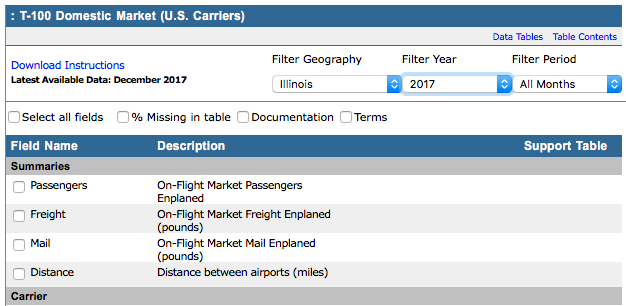 : T-100 Domestic Market (U.S. Carriers)
Data Tables Table Contents
Download Instructions
Latest Available Data: December 2017
Filter Geography Filter Year Filter Period
Illinois 2017 All Months
Select all fields % Missing in table Documentation Terms
Field Name Description Support Table
Summaries
Passengers On-Flight Market Passengers
Enplaned
Freight On-Flight Market Freight Enplaned
(pounds)
Mail On-Flight Market Mail Enplaned
(pounds)
Distance Distance between airports (miles)
Carrier